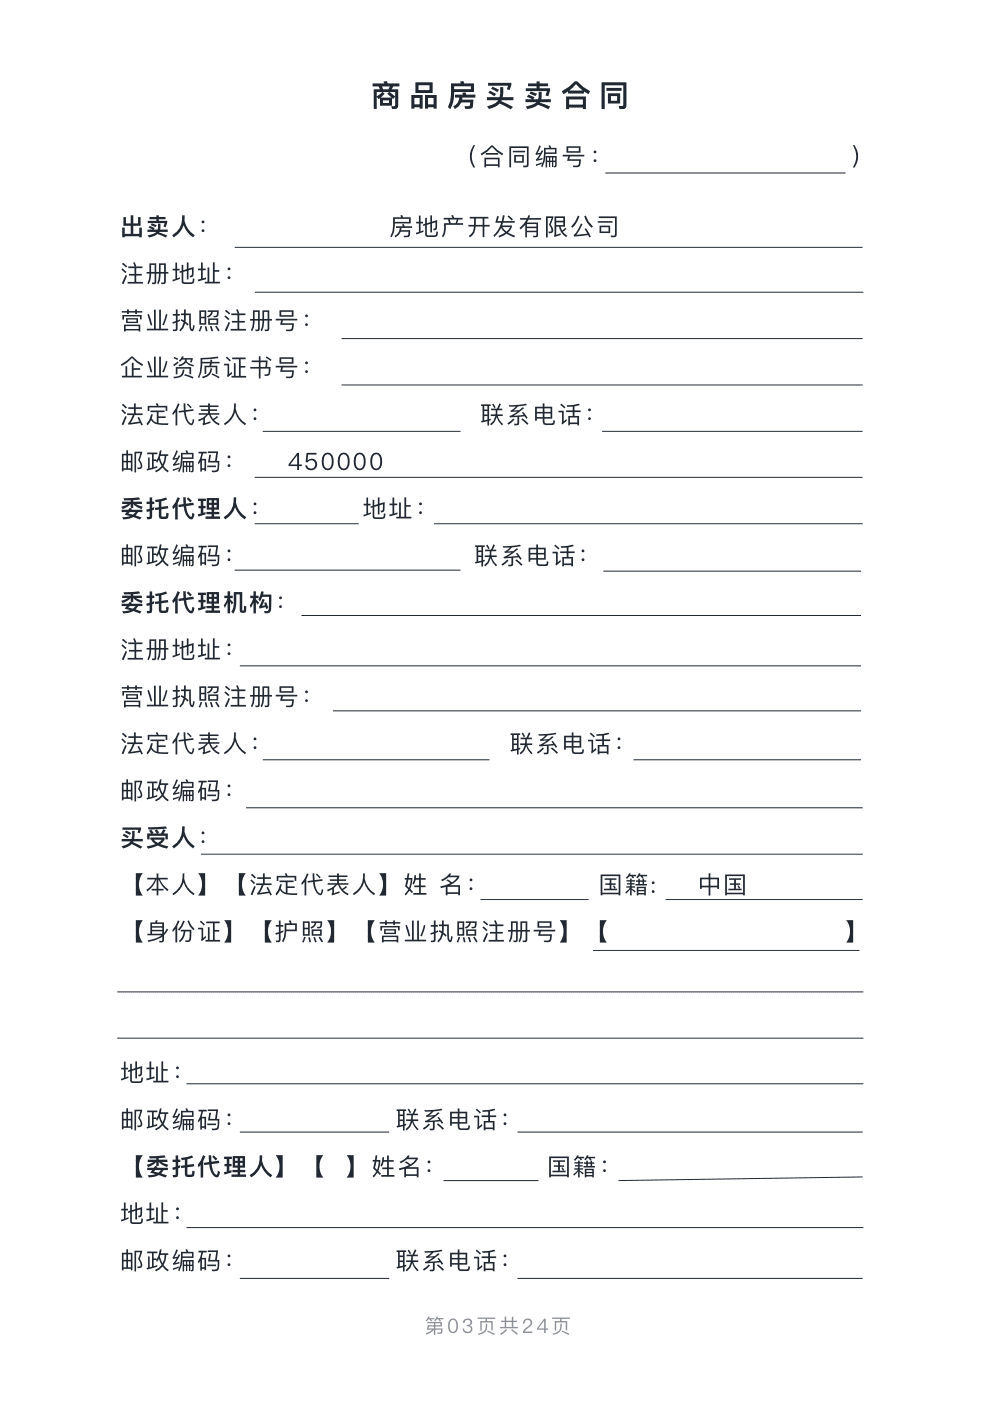 商品房买卖合同
（合同编号： ）
出卖人： 房地产开发有限公司
注册地址：
营业执照注册号：
企业资质证书号：
法定代表人： 联系电话：
邮政编码： 450000
委托代理人： 地址：
邮政编码： 联系电话：
委托代理机构：
注册地址：
营业执照注册号：
法定代表人： 联系电话：
邮政编码：
买受人：
【本人】【法定代表人】姓 名： 国籍： 中国
【身份证】【护照】【营业执照注册号】【 】
地址：
邮政编码： 联系电话：
【委托代理人】【 】姓名： 国籍：
地址：
邮政编码： 联系电话：
第03页共24页